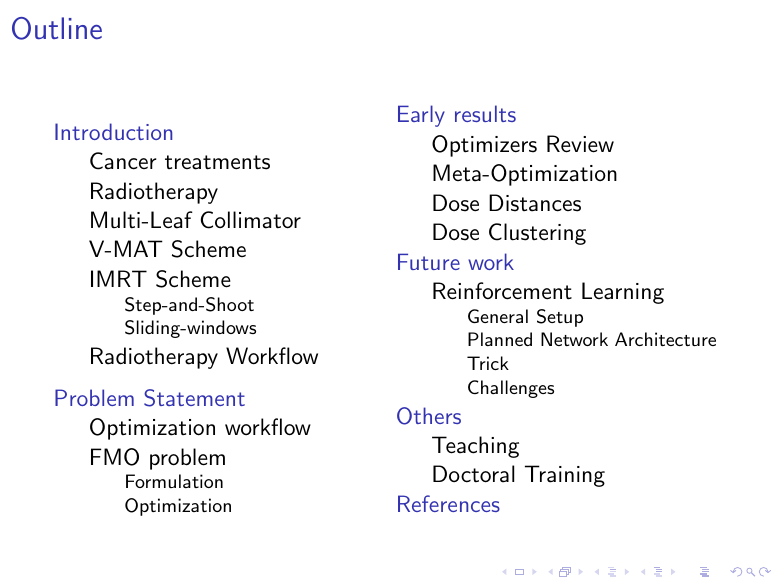 Outline
Introduction
Cancer treatments
Radiotherapy
Multi-Leaf Collimator
V-MAT Scheme
IMRT Scheme
Step-and-Shoot
Sliding-windows
Radiotherapy Workflow
Problem Statement
Optimization workflow
FMO problem
Formulation
Optimization
Early results
Optimizers Review
Meta-Optimization
Dose Distances
Dose Clustering
Future work
Reinforcement Learning
General Setup
Planned Network Architecture
Trick
Challenges
Others
Teaching
Doctoral Training
References